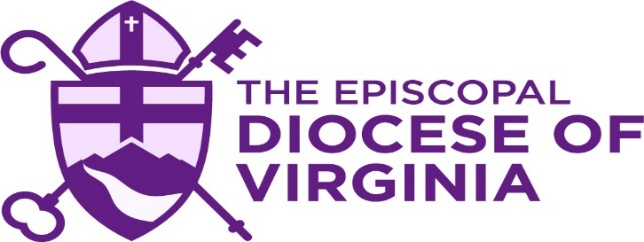 THE EPISCOPAL
DIOCESE OF
VIRGINIA